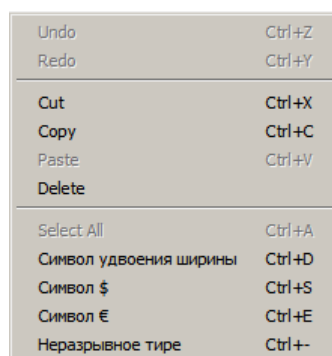 Undo Ctrl+Z
Redo Ctrl+Y
Cut Ctrl+X
Copy Ctrl+C
Paste Ctrl+V
Delete
Select All Ctrl+A
Символ удвоения ширины Ctrl+D
Символ $ Ctrl+S
Символ € Ctrl+E
Неразрывное тире Ctrl+-